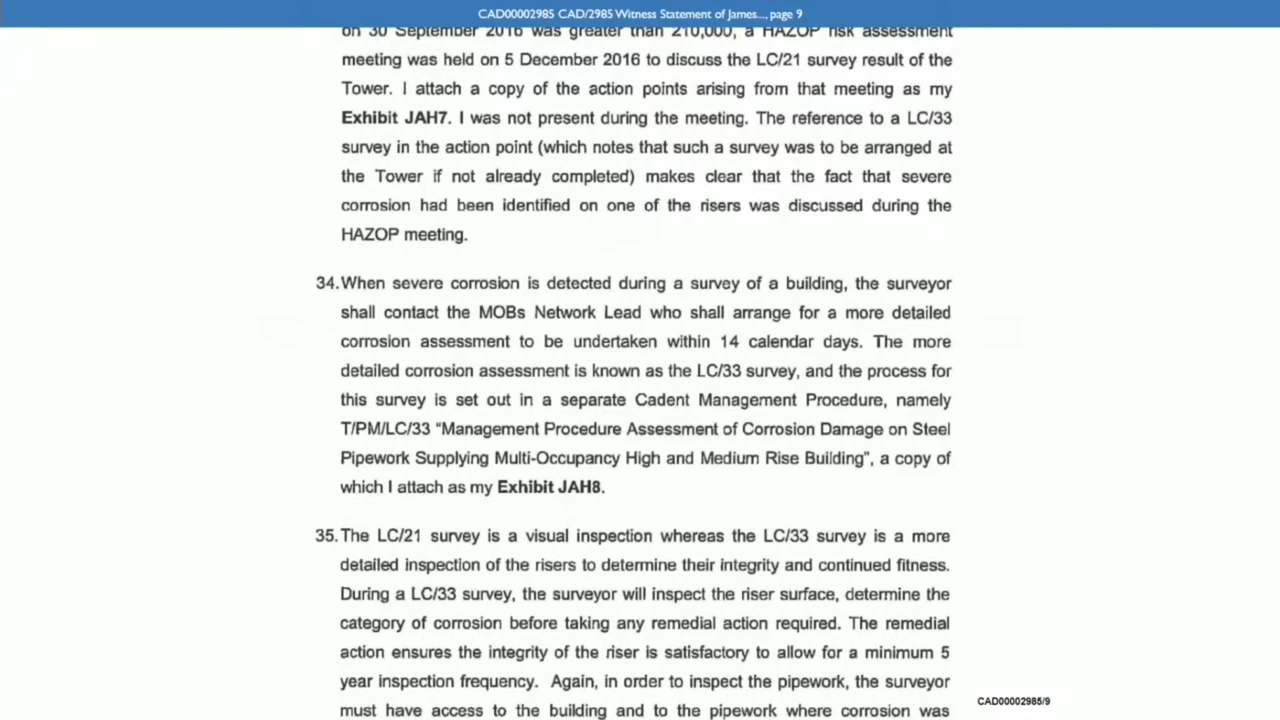 CAD00002985 CAD/2985 Witness Statement of James..., page 9
on 30 September 2016 was greater than 210,000, a HAZOP risk assessment
meeting was held on 5 December 2016 to discuss the LC/21 survey result of the
Tower. I attach a copy of the action points arising from that meeting as my
Exhibit JAH7. I was not present during the meeting. The reference to a LC/33
survey in the action point (which notes that such a survey was to be arranged at
the Tower if not already completed) makes clear that the fact that severe
corrosion had been identified on one of the risers was discussed during the
HAZOP meeting.
34. When severe corrosion is detected during a survey of a building, the surveyor
shall contact the MOBs Network Lead who shall arrange for a more detailed
corrosion assessment to be undertaken within 14 calendar days. The more
detailed corrosion assessment is known as the LC/33 survey, and the process for
this survey is set out in a separate Cadent Management Procedure, namely
T/PM/LC/33 "Management Procedure Assessment of Corrosion Damage on Steel
Pipework Supplying Multi-Occupancy High and Medium Rise Building", a copy of
which I attach as my Exhibit JAH8.
35. The LC/21 survey is a visual inspection whereas the LC/33 survey is a more
detailed inspection of the risers to determine their integrity and continued fitness.
During a LC/33 survey, the surveyor will inspect the riser surface, determine the
category of corrosion before taking any remedial action required. The remedial
action ensures the integrity of the riser is satisfactory to allow for a minimum 5
year inspection frequency. Again, in order to inspect the pipework, the surveyor
must have access to the building and to the pipework where corrosion was
CAD00002985/9